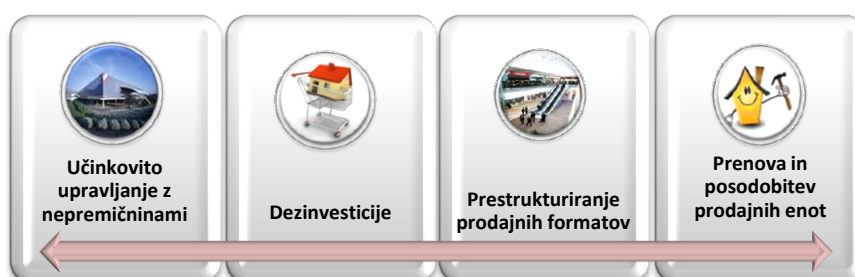 Učinkovito
upravljanje z
nepremičninami
Dezinvesticije
Prestrukturiranje
prodajnih formatov
Prenova in
posodobitev
prodajnih enot